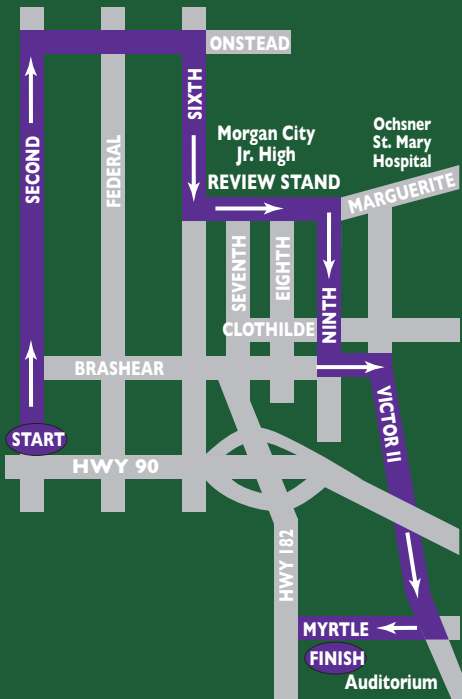 ONSTEAD
SIXTH
SECOND
FEDERAL
Morgan City
Jr. High
REVIEW STAND
Ochsner
St. Mary
Hospital
MARGUERITE
SEVENTH
EIGHTH
NINTH
CLOTHILDE
BRASHEAR
VICTOR II
START
HWY 90
HWY 182
MYRTLE
FINISH
Auditorium